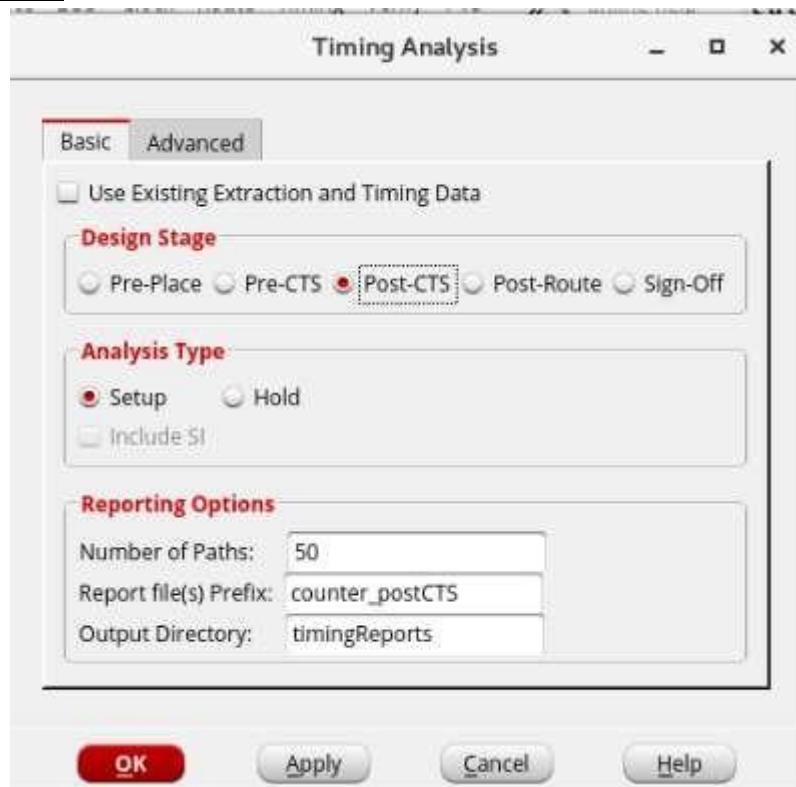 Timing Analysis
Basic Advanced
Use Existing Extraction and Timing Data
Design Stage
Pre-Place Pre-CTS Post-CTS Post-Route Sign-Off
Analysis Type
Setup Hold
Include SI
Reporting Options
Number of Paths: 50
Report file(s) Prefix: counter_postCTS
Output Directory: timingReports
OK Apply Cancel Help